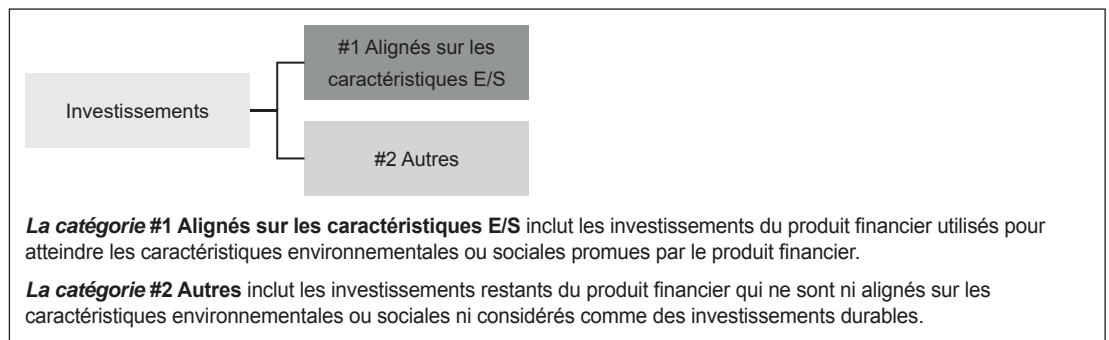 #1 Alignés sur les
caractéristiques E/S
Investissements
#2 Autres
La catégorie #1 Alignés sur les caractéristiques E/S inclut les investissements du produit financier utilisés pour
atteindre les caractéristiques environnementales ou sociales promues par le produit financier.
La catégorie #2 Autres inclut les investissements restants du produit financier qui ne sont ni alignés sur les
caractéristiques environnementales ou sociales ni considérés comme des investissements durables.